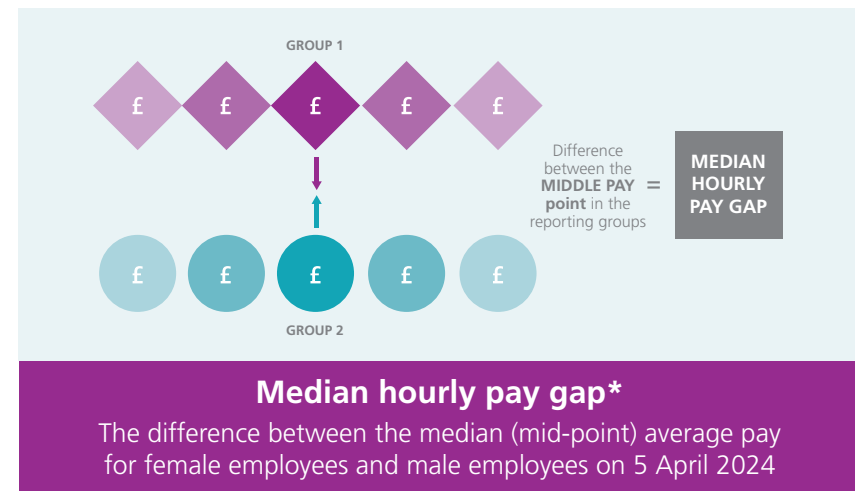 GROUP 1
£ £ £ £ £
Difference
between the
MIDDLE PAY
point in the
reporting groups
=
MEDIAN
HOURLY
PAY GAP
£ £ £ £ £
GROUP 2
Median hourly pay gap*
The difference between the median (mid-point) average pay
for female employees and male employees on 5 April 2024